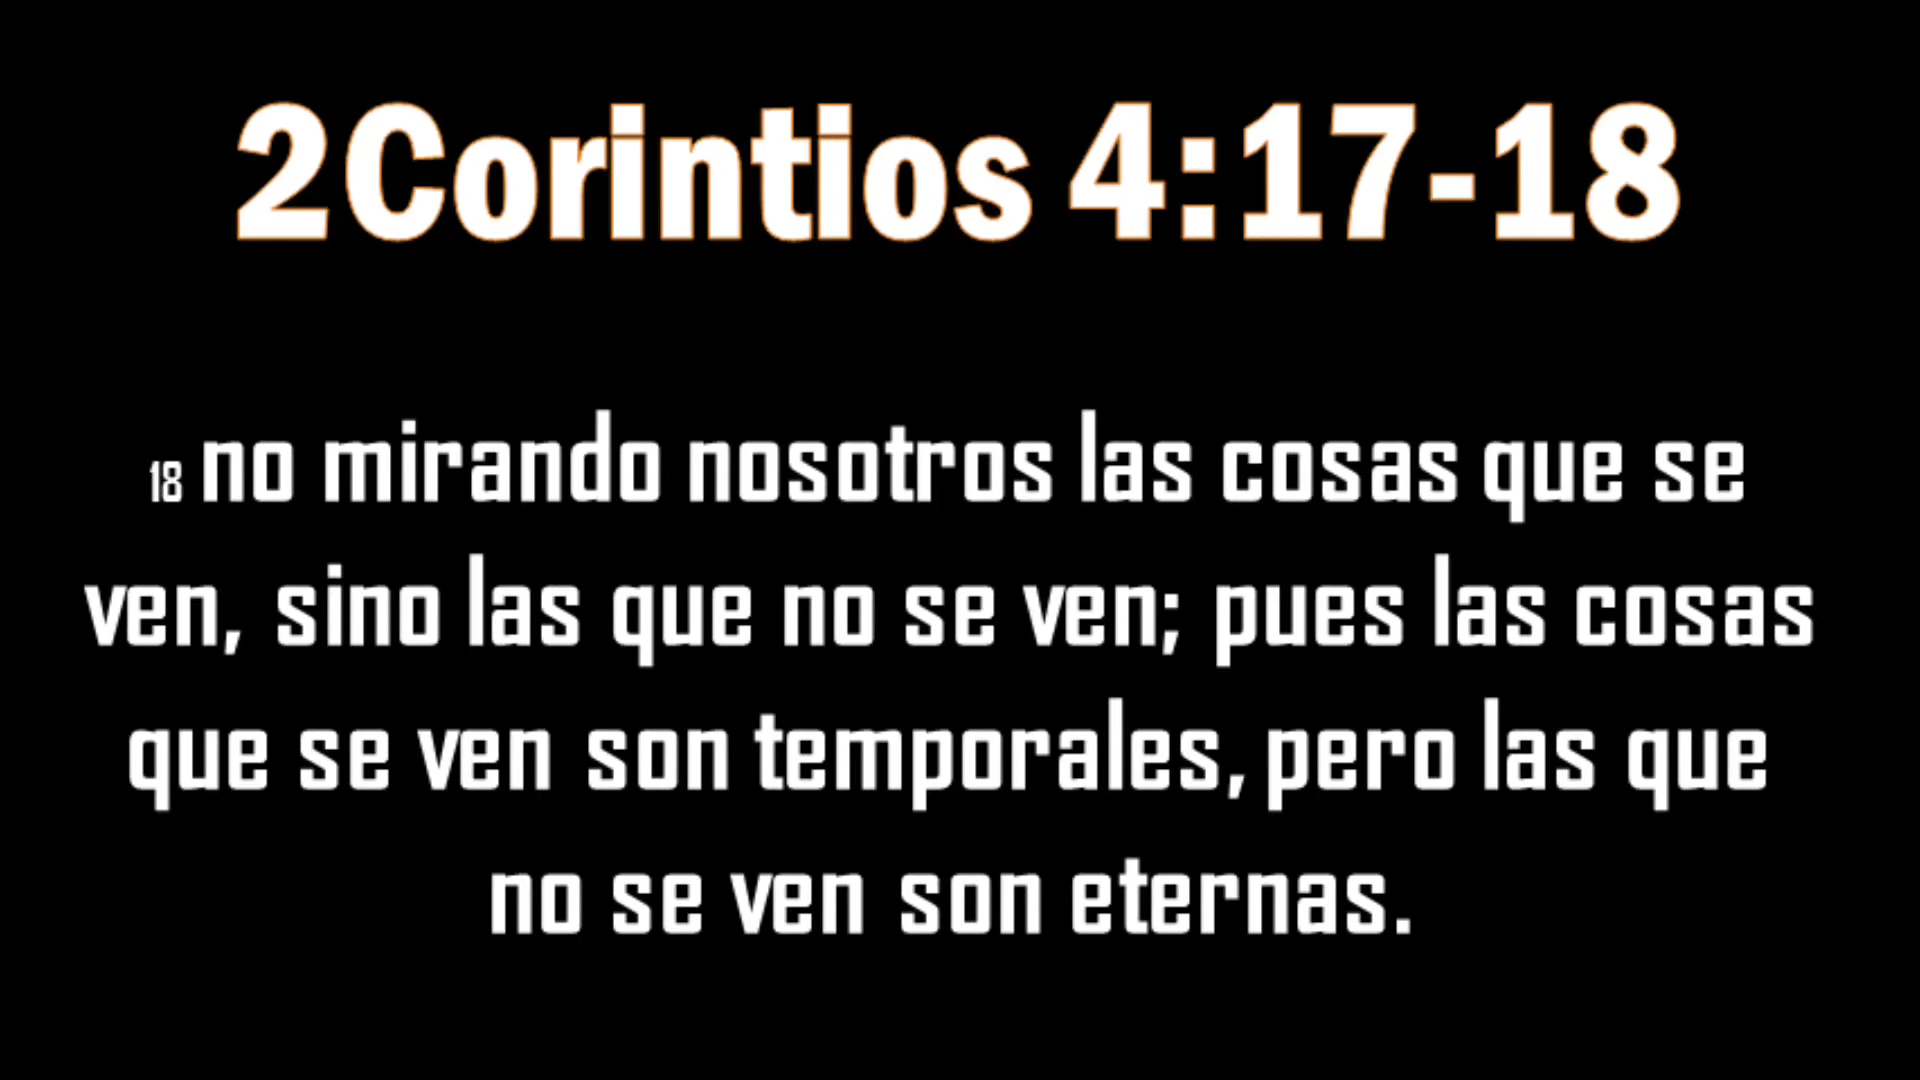 2Corintios 4:17-18
18 no mirando nosotros las cosas que se
ven, sino las que no se ven; pues las cosas
que se ven son temporales, pero las que
no se ven son eternas.